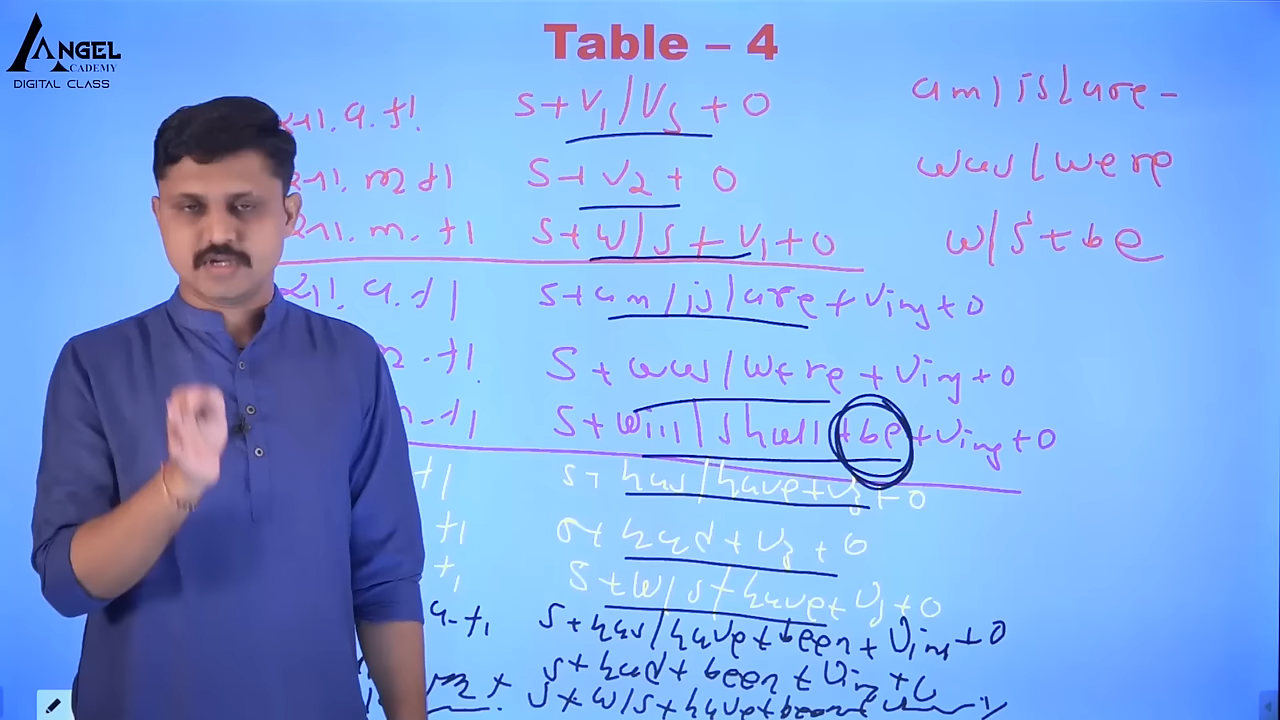 ANGEL
ACADEMY
DIGITAL CLASS
Table – 4
S+V1/V5+O
am/is/are-
S+V2+O
was/were
S+W/S+V1+O
W/S+be
S+am/is/are+Ving+O
S+was/were+Ving+O
S+will/shall+be+Ving+O
S+has/have+V3+O
S+had+V3+O
S+W/S+have+V3+O
S+has/have+been+Ving+O
S+had+been+Ving+O
S+W/S+have+been+